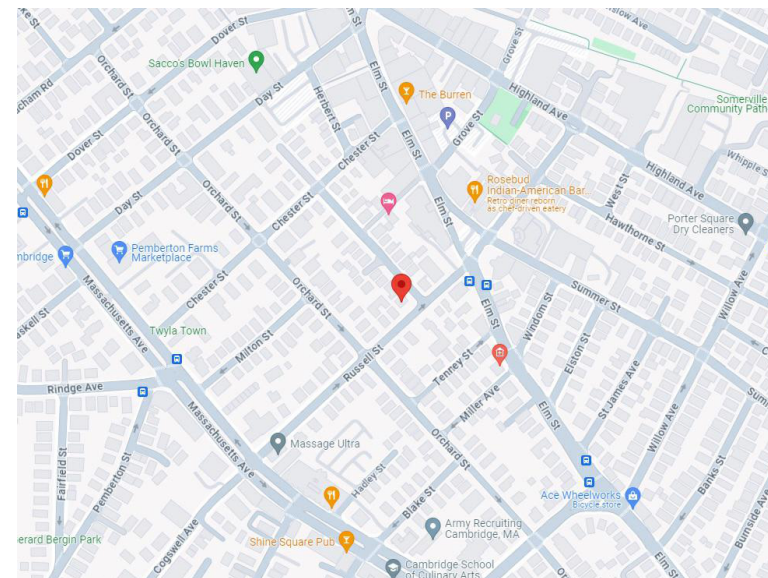 Dover St
Elm St
Grove St
Sacco's Bowl Haven
Day St
The Burren
Highland Ave
Somerville
Community Path
Orchard St
Herbert St
Elm St
Grove St
Dover St
Chester St
Whipple S
Rosebud
Indian-American Bar..
Retro diner reborn
as chef-driven eatery
West St
Highland Ave
Day St
Orchard St
Chester St
Elm St
Hawthorne St
Porter Square
Dry Cleaners
mbridge
Pemberton Farms
Marketplace
Massachusetts Ave
Chester St
Orchard St
Summer St
Willow Ave
Elm St
Windom St
askell St
Twyla Town
Milton St
Russell St
Tenney St
Elston St
Rindge Ave
Miller Ave
St James Ave
Elm St
Massachusetts Ave
Massage Ultra
Orchard St
Willow Ave
Fairfield St
Pemberton St
Hadley St
Banks St
Blake St
Ace Wheelworks
Bicycle store
Burnside Ave
Army Recruiting
Cambridge, MA
erard Bergin Park
Cogswell Ave
Shine Square Pub
Elm St
Cambridge School
of Culinary Arts